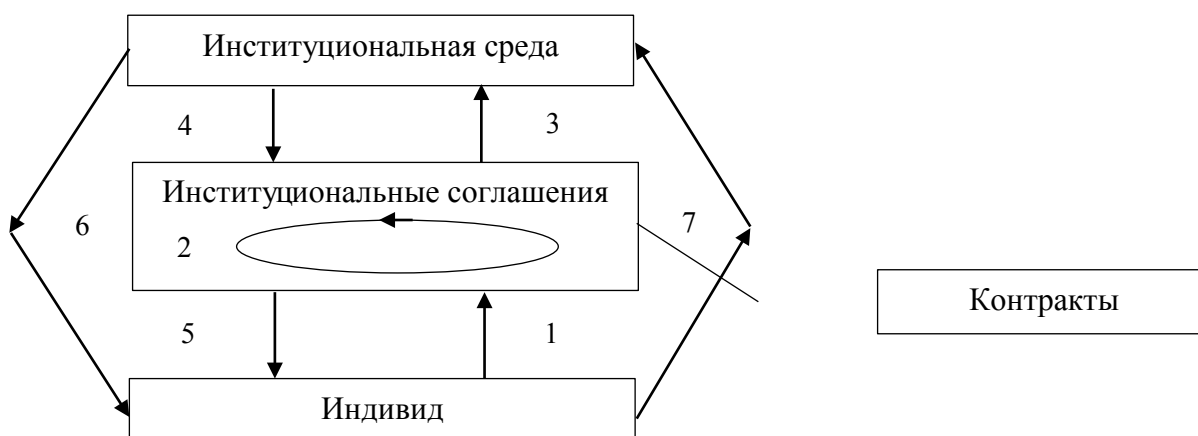 Институциональная среда
4 3
Институциональные соглашения
6 7
2
5 1
Контракты
Индивид